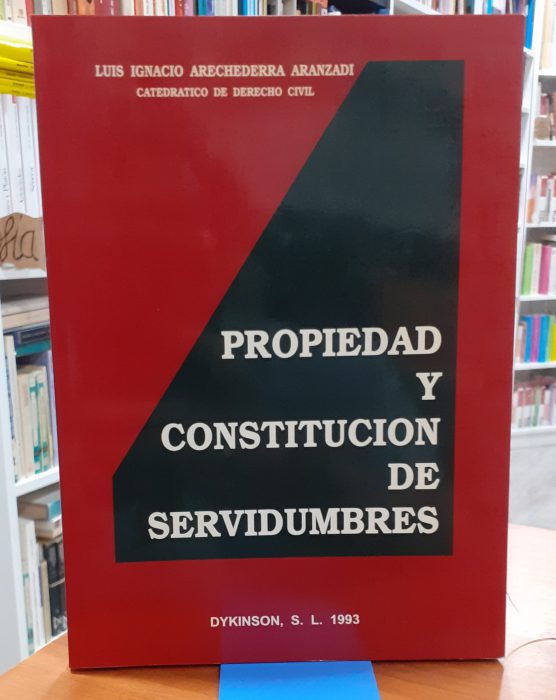 LUIS IGNACIO ARECHEDERRA ARANZADI
CATEDRATICO DE DERECHO CIVIL
PROPIEDAD
Y
CONSTITUCION
DE
SERVIDUMBRES
DYKINSON, S. L. 1993